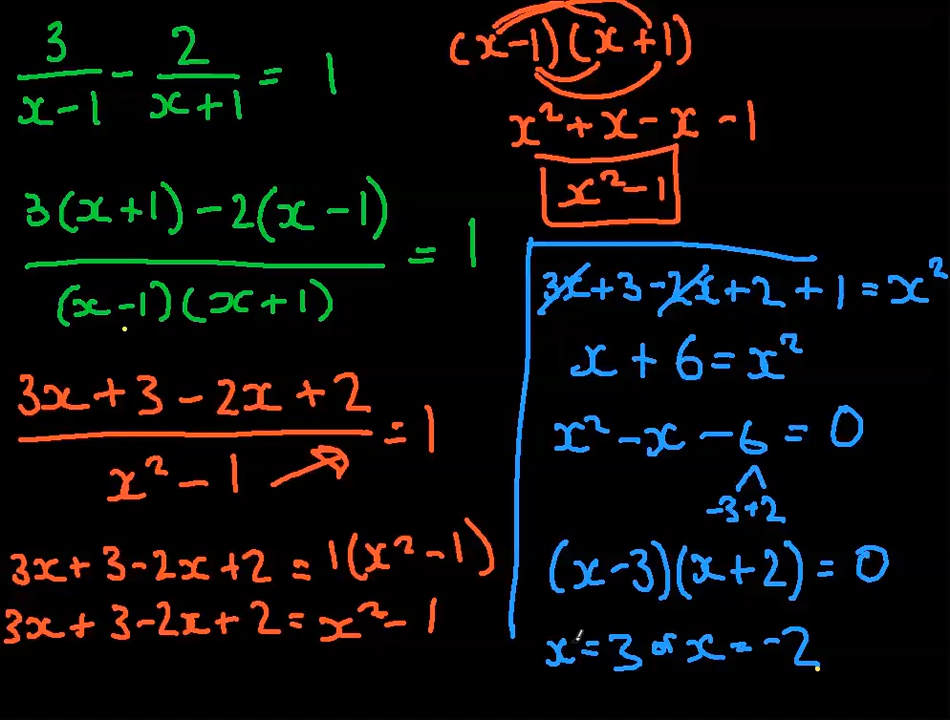 3/(x-1) - 2/(x+1) = 1
(3(x+1) - 2(x-1))/((x-1)(x+1)) = 1
(3x+3-2x+2)/(x²-1) = 1
3x+3-2x+2 = 1(x²-1)
3x+3-2x+2 = x²-1
(x-1)(x+1)
x²+x-x-1
x²-1
3x+3-2x+2+1 = x²
x+6 = x²
x²-x-6 = 0
-3+2
(x-3)(x+2) = 0
x = 3 or x = -2